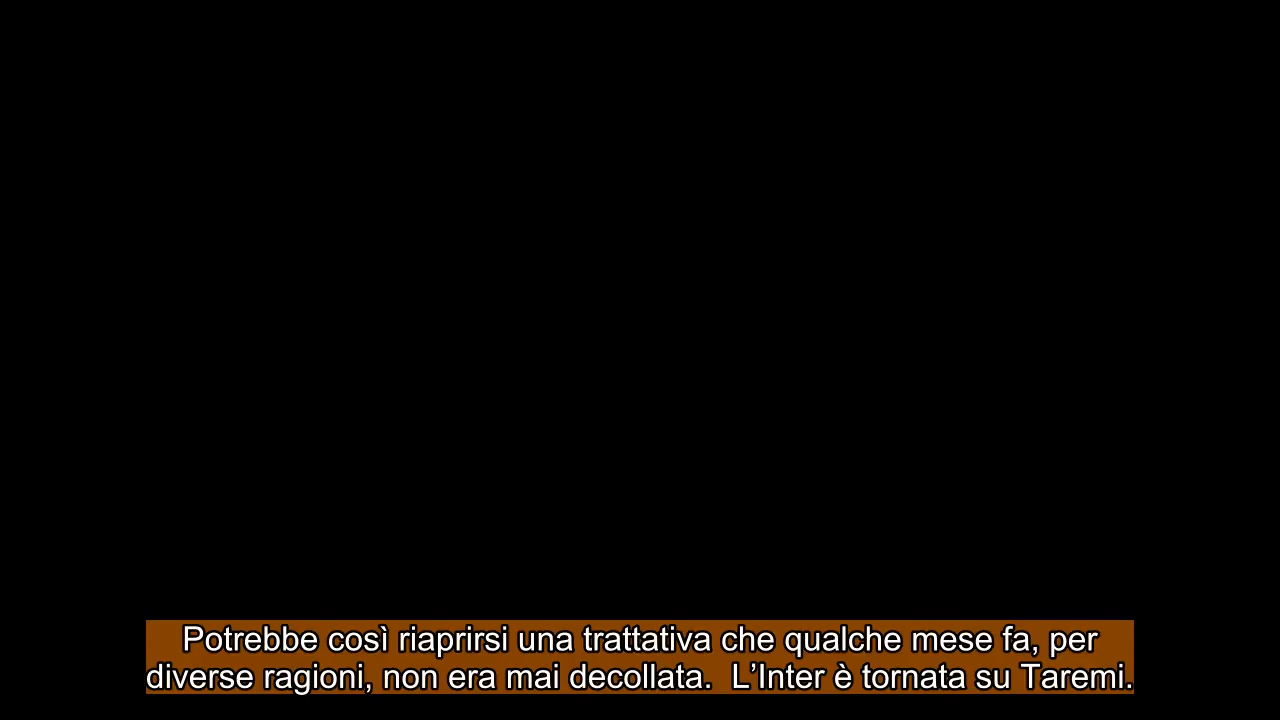 Potrebbe così riaprirsi una trattativa che qualche mese fa, per
diverse ragioni, non era mai decollata.  L’Inter è tornata su Taremi.